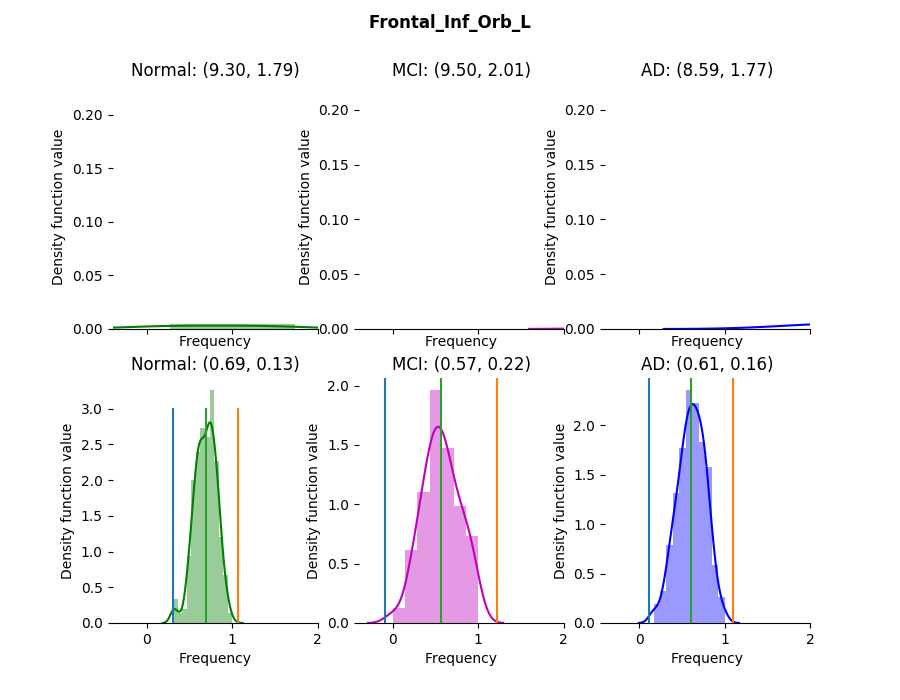 Frontal_Inf_Orb_L
Normal: (9.30, 1.79)
MCI: (9.50, 2.01)
AD: (8.59, 1.77)
Density function value
0.20
0.15
0.10
0.05
0.00
Frequency
Density function value
0.20
0.15
0.10
0.05
0.00
Frequency
Density function value
0.20
0.15
0.10
0.05
0.00
Frequency
Normal: (0.69, 0.13)
MCI: (0.57, 0.22)
AD: (0.61, 0.16)
Density function value
3.0
2.5
2.0
1.5
1.0
0.5
0.0
0 1 2
Frequency
Density function value
2.0
1.5
1.0
0.5
0.0
0 1 2
Frequency
Density function value
2.0
1.5
1.0
0.5
0.0
0 1 2
Frequency